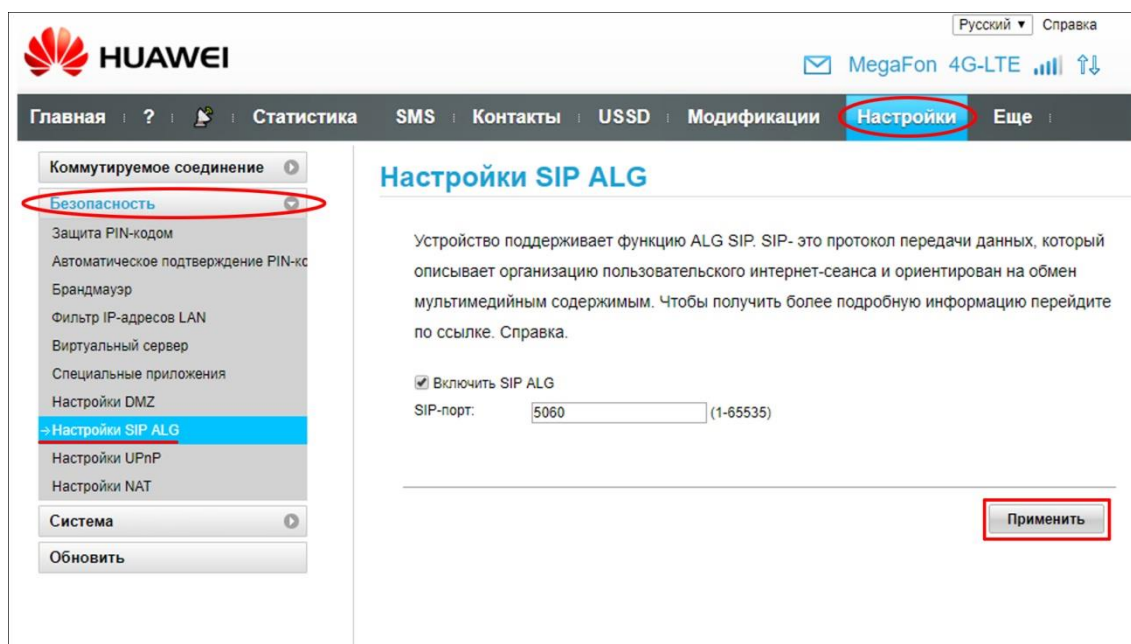 Русский ▼ Справка
HUAWEI
MegaFon 4G-LTE
Главная ? Статистика SMS Контакты USSD Модификации Настройки Еще
Коммутируемое соединение
Безопасность
Защита PIN-кодом
Автоматическое подтверждение PIN-кс
Брандмауэр
Фильтр IP-адресов LAN
Виртуальный сервер
Специальные приложения
Настройки DMZ
→Настройки SIP ALG
Настройки UPnP
Настройки NAT
Система
Обновить
Настройки SIP ALG
Устройство поддерживает функцию ALG SIP. SIP- это протокол передачи данных, который
описывает организацию пользовательского интернет-сеанса и ориентирован на обмен
мультимедийным содержимым. Чтобы получить более подробную информацию перейдите
по ссылке. Справка.
Включить SIP ALG
SIP-порт: 5060 (1-65535)
Применить